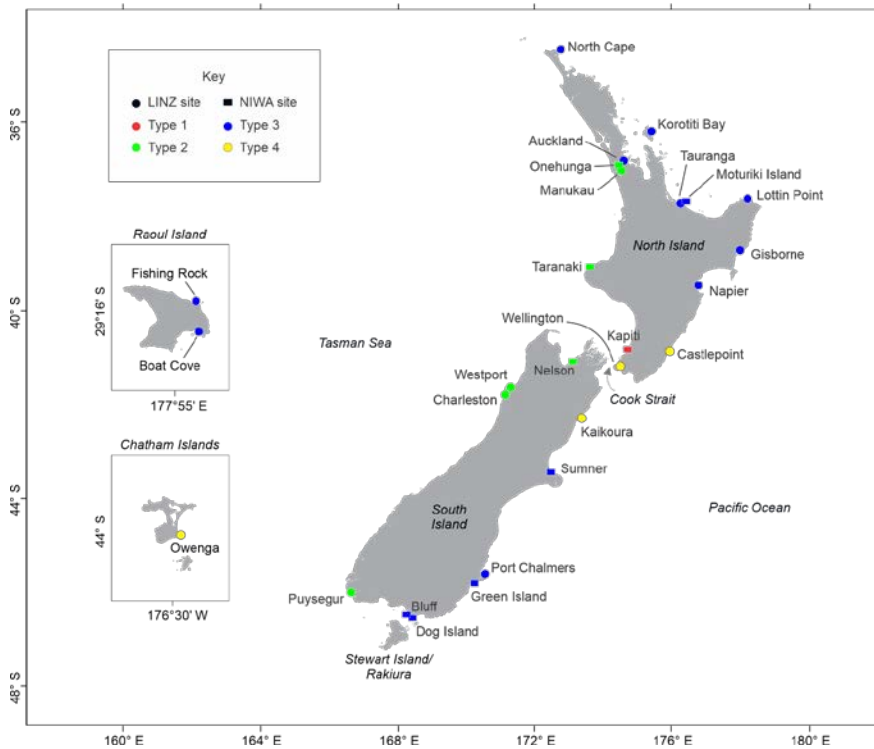 Key
LINZ site
NIWA site
Type 1
Type 3
Type 2
Type 4
North Cape
36° S
Korotiti Bay
Auckland
Tauranga
Onehunga
Moturiki Island
Manukau
Lottin Point
Raoul Island
North Island
Gisborne
Fishing Rock
Taranaki
Napier
40° S
29°16' S
Wellington
Tasman Sea
Kapiti
Castlepoint
Boat Cove
Westport
Nelson
177°55' E
Charleston
Cook Strait
Kaikoura
Chatham Islands
Sumner
44° S
44° S
South
Island
Pacific Ocean
Owenga
Port Chalmers
Puysegur
Bluff
Green Island
176°30' W
Dog Island
Stewart Island/
Rakiura
48° S
160° E
164° E
168° E
172° E
176° E
180° E